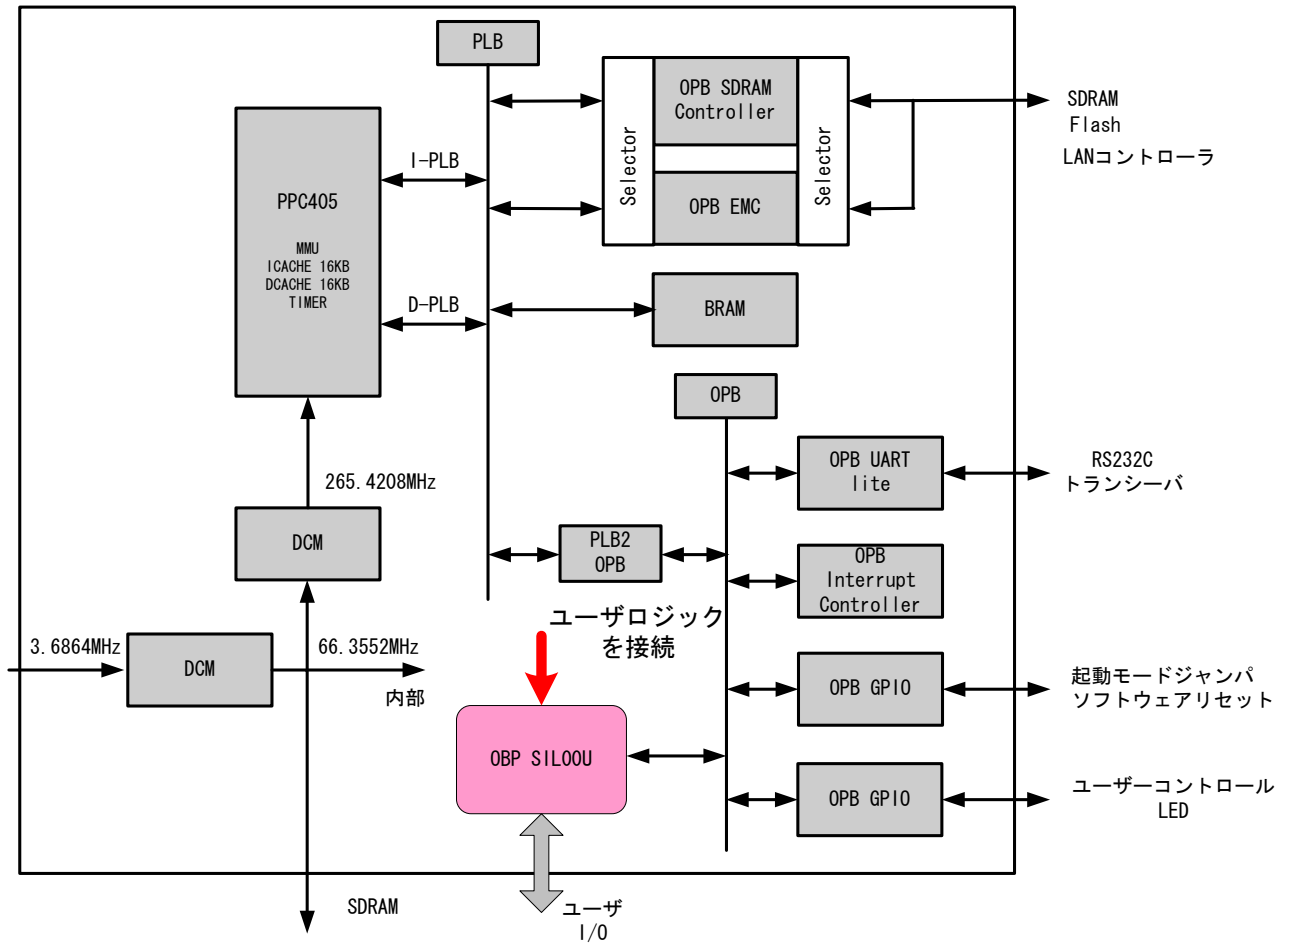 PLB
OPB SDRAM
Controller
Selector
Selector
SDRAM
Flash
LANコントローラ
I-PLB
PPC405
OPB EMC
MMU
ICACHE 16KB
DCACHE 16KB
TIMER
D-PLB
BRAM
OPB
OPB UART
lite
RS232C
トランシーバ
265.4208MHz
DCM
PLB2
OPB
OPB
Interrupt
Controller
ユーザロジック
を接続
3.6864MHz
DCM
66.3552MHz
内部
OPB GPIO
起動モードジャンパ
ソフトウェアリセット
OBP SIL00U
OPB GPIO
ユーザーコントロール
LED
SDRAM
ユーザ
I/O